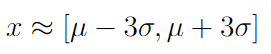 x ≈ [μ − 3σ, μ + 3σ]